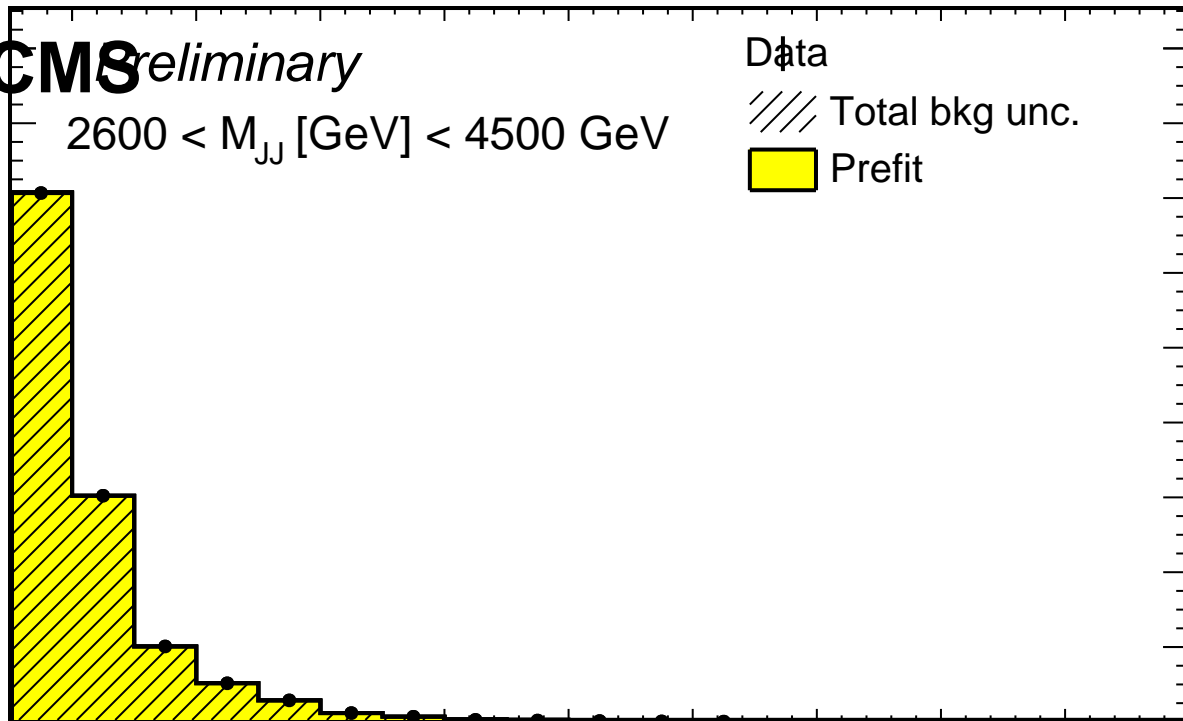 CMS Preliminary
2600 < M_JJ [GeV] < 4500 GeV
Data
Total bkg unc.
Prefit